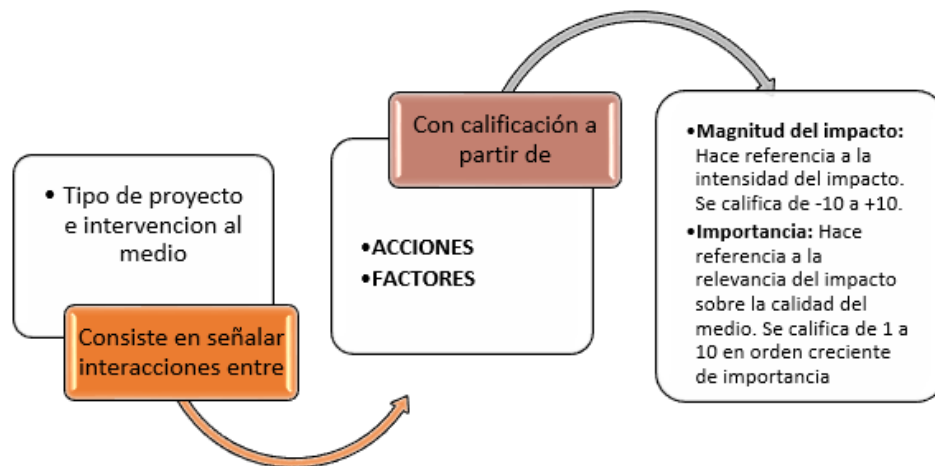 • Tipo de proyecto
e intervencion al
medio
Consiste en señalar
interacciones entre
Con calificación a
partir de
•ACCIONES
•FACTORES
•Magnitud del impacto:
Hace referencia a la
intensidad del impacto.
Se califica de -10 a +10.
•Importancia: Hace
referencia a la
relevancia del impacto
sobre la calidad del
medio. Se califica de 1 a
10 en orden creciente
de importancia